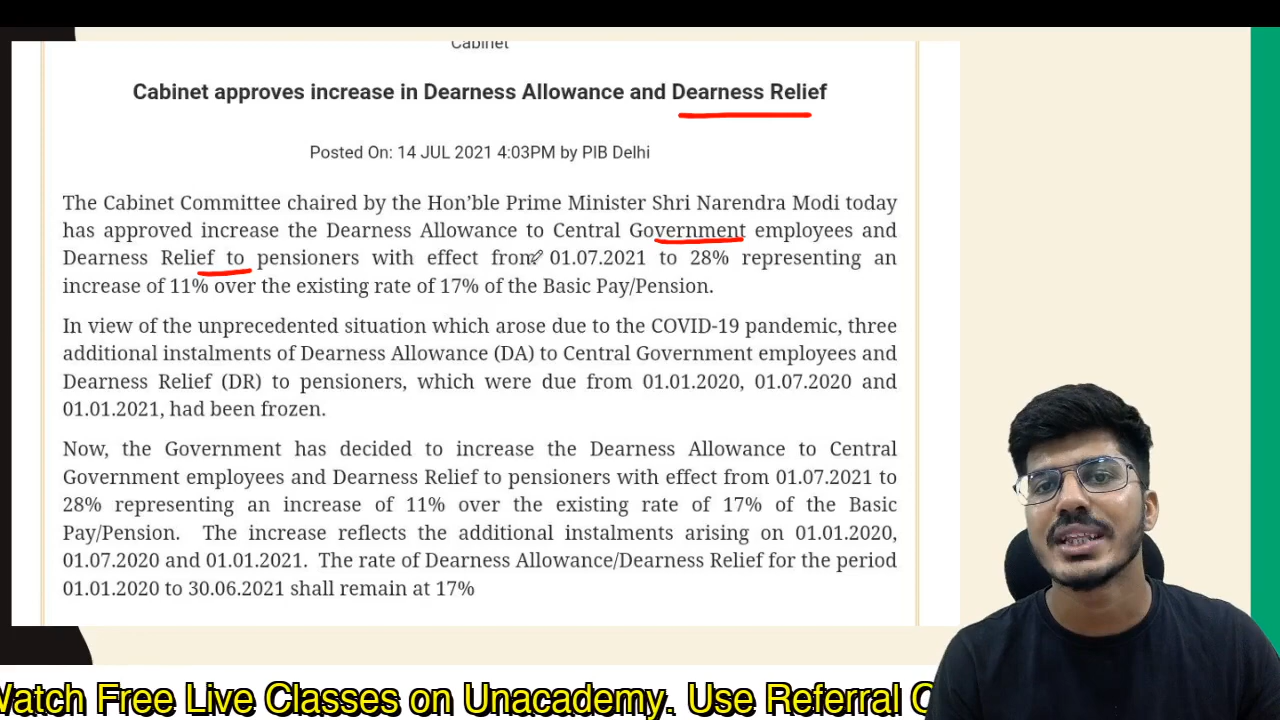 Cabinet
Cabinet approves increase in Dearness Allowance and Dearness Relief
Posted On: 14 JUL 2021 4:03PM by PIB Delhi
The Cabinet Committee chaired by the Hon’ble Prime Minister Shri Narendra Modi today
has approved increase the Dearness Allowance to Central Government employees and
Dearness Relief to pensioners with effect from 01.07.2021 to 28% representing an
increase of 11% over the existing rate of 17% of the Basic Pay/Pension.
In view of the unprecedented situation which arose due to the COVID-19 pandemic, three
additional instalments of Dearness Allowance (DA) to Central Government employees and
Dearness Relief (DR) to pensioners, which were due from 01.01.2020, 01.07.2020 and
01.01.2021, had been frozen.
Now, the Government has decided to increase the Dearness Allowance to Central
Government employees and Dearness Relief to pensioners with effect from 01.07.2021 to
28% representing an increase of 11% over the existing rate of 17% of the Basic
Pay/Pension. The increase reflects the additional instalments arising on 01.01.2020,
01.07.2020 and 01.01.2021. The rate of Dearness Allowance/Dearness Relief for the period
01.01.2020 to 30.06.2021 shall remain at 17%
Watch Free Live Classes on Unacademy. Use Referral